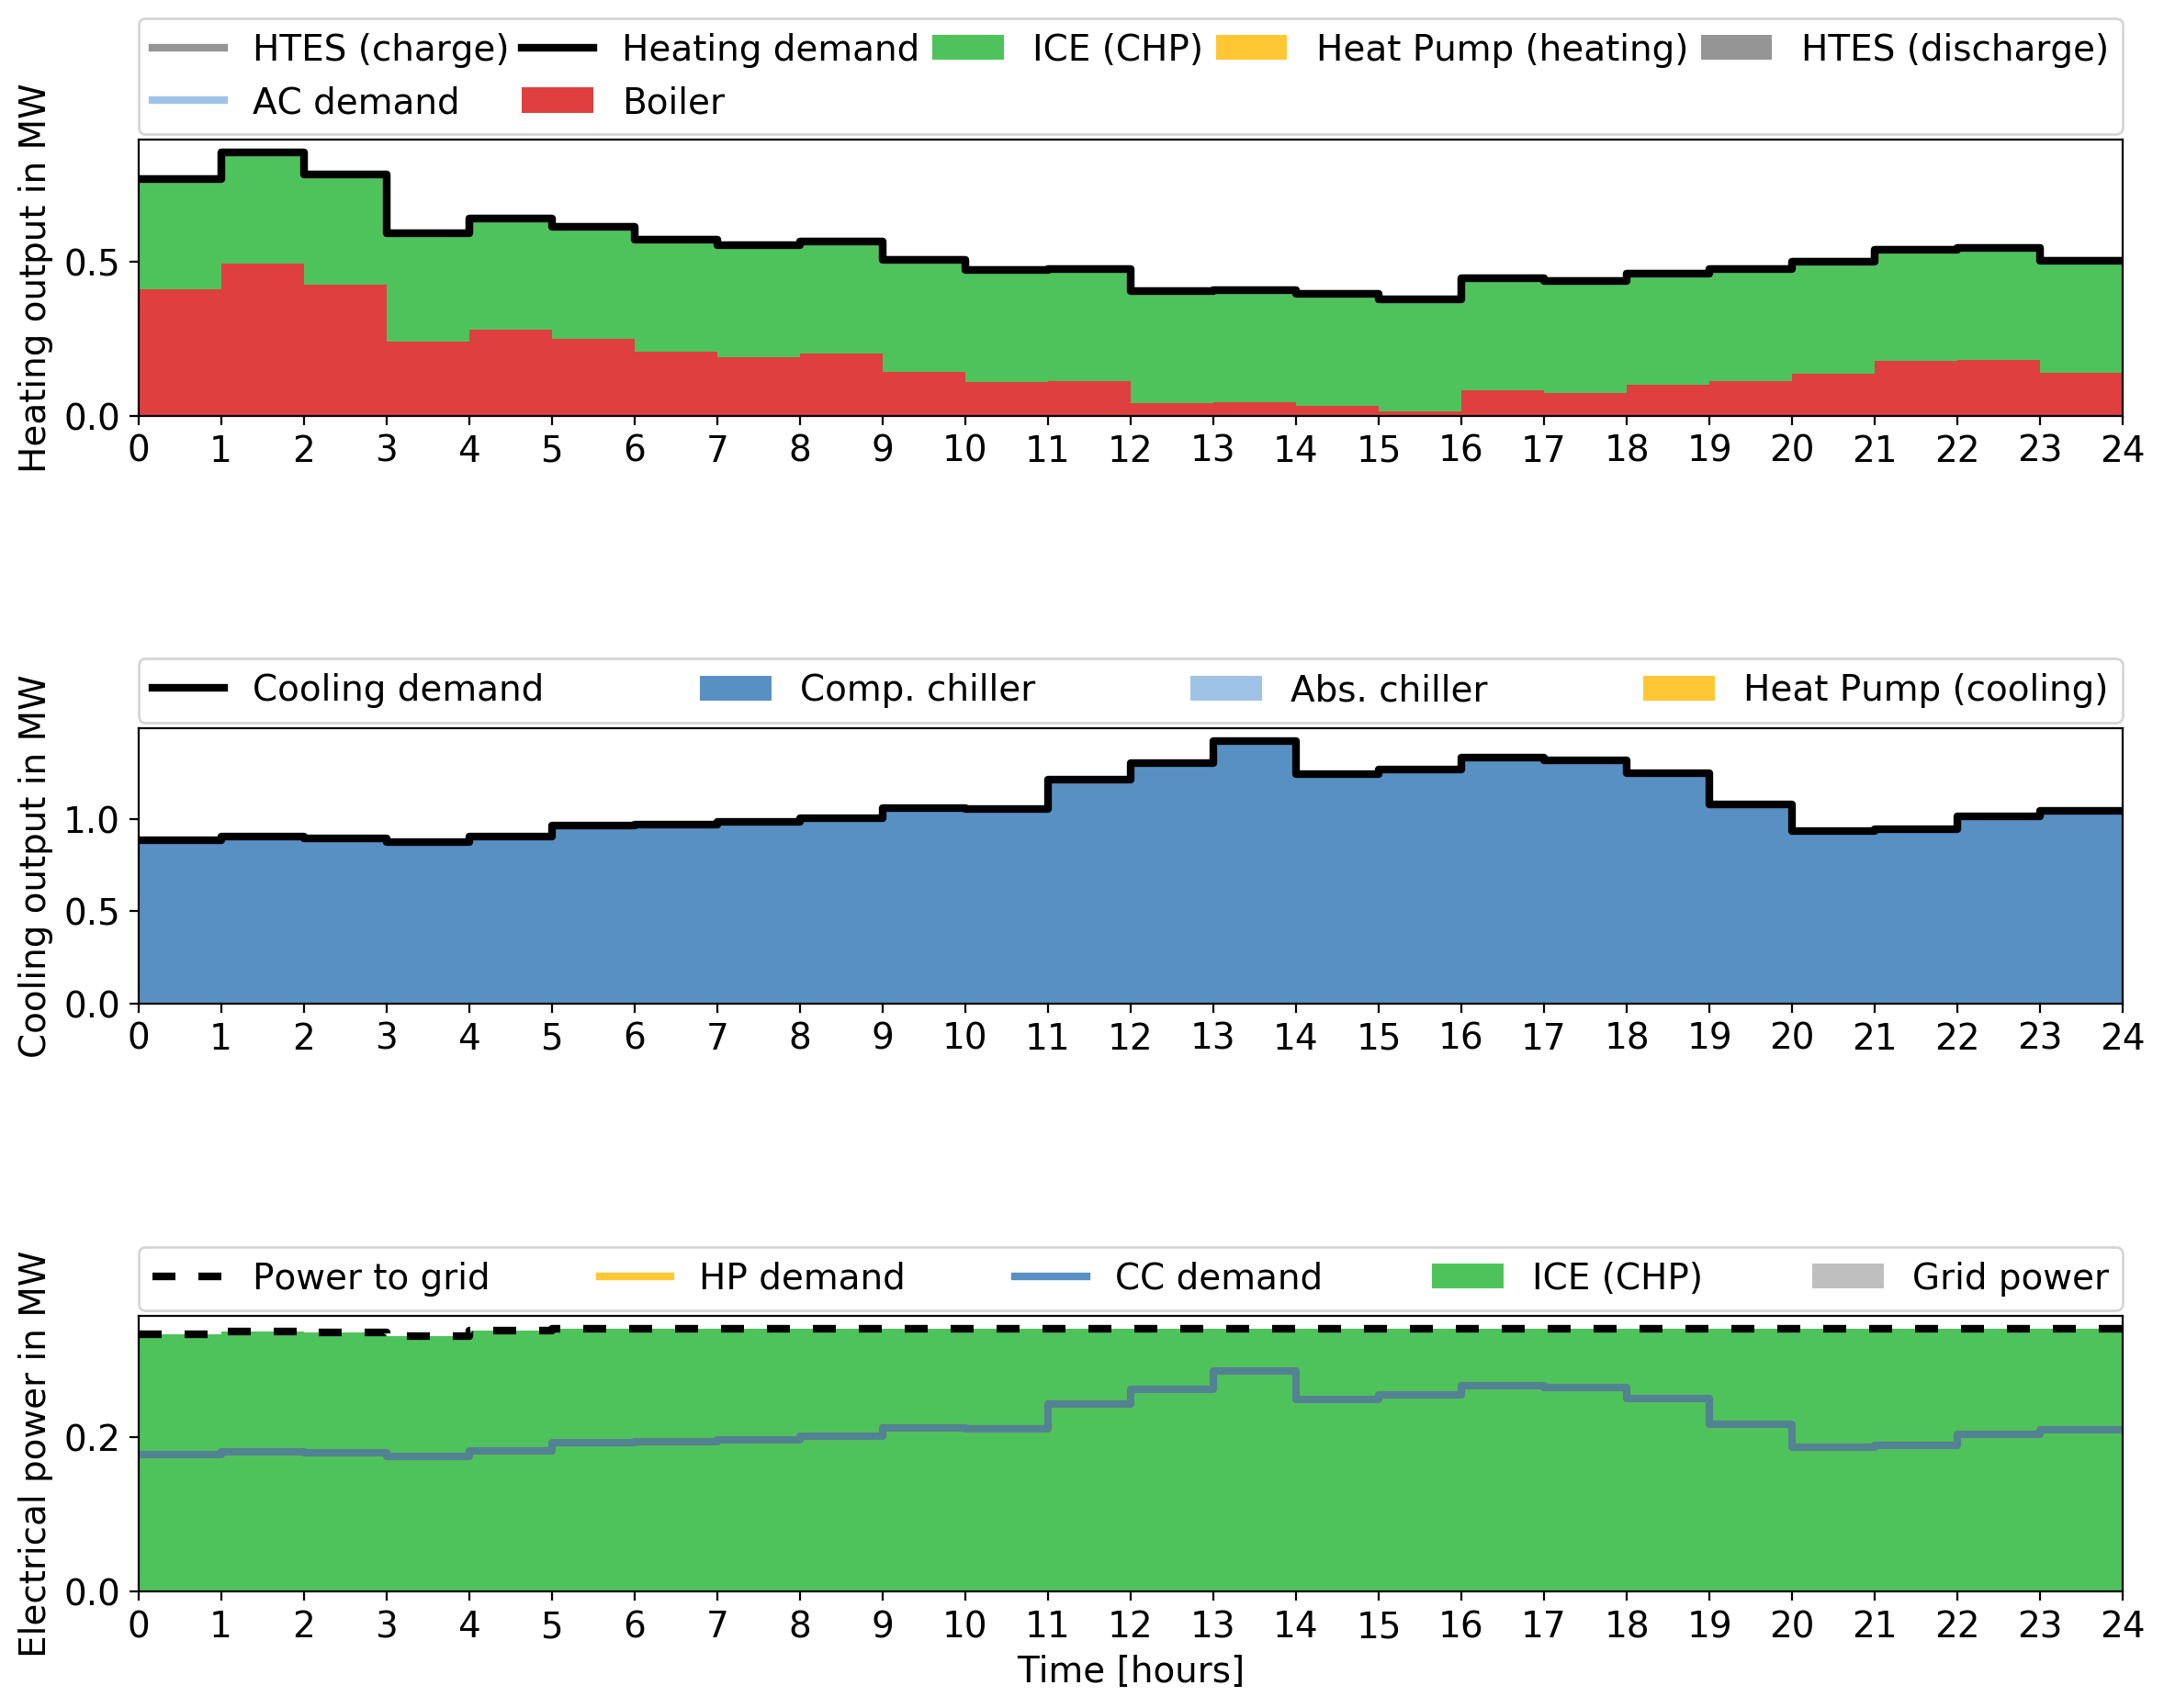 HTES (charge) Heating demand ICE (CHP) Heat Pump (heating) HTES (discharge)
AC demand Boiler
Heating output in MW
0.5
0.0
0 1 2 3 4 5 6 7 8 9 10 11 12 13 14 15 16 17 18 19 20 21 22 23 24
Cooling demand Comp. chiller Abs. chiller Heat Pump (cooling)
Cooling output in MW
1.0
0.5
0.0
0 1 2 3 4 5 6 7 8 9 10 11 12 13 14 15 16 17 18 19 20 21 22 23 24
Power to grid HP demand CC demand ICE (CHP) Grid power
Electrical power in MW
0.2
0.0
0 1 2 3 4 5 6 7 8 9 10 11 12 13 14 15 16 17 18 19 20 21 22 23 24
Time [hours]